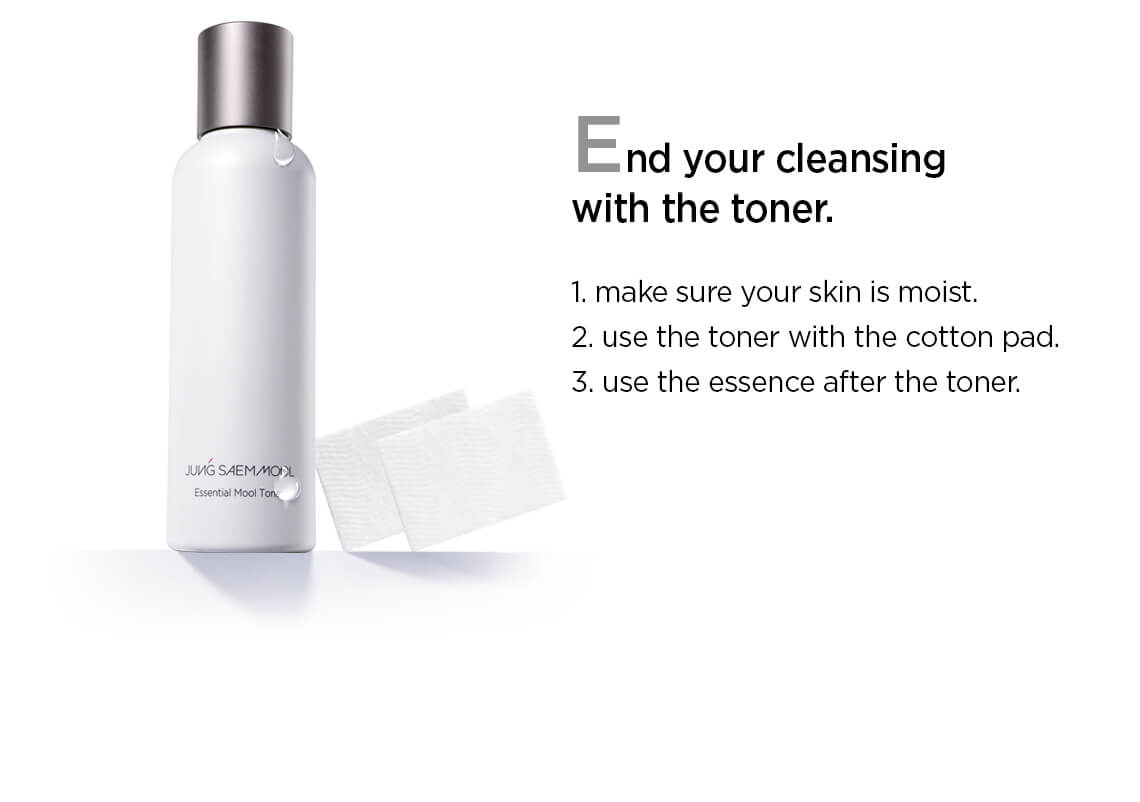 End your cleansing
with the toner.
1. make sure your skin is moist.
2. use the toner with the cotton pad.
3. use the essence after the toner.
JUNG SAEMMOOL
Essential Mool